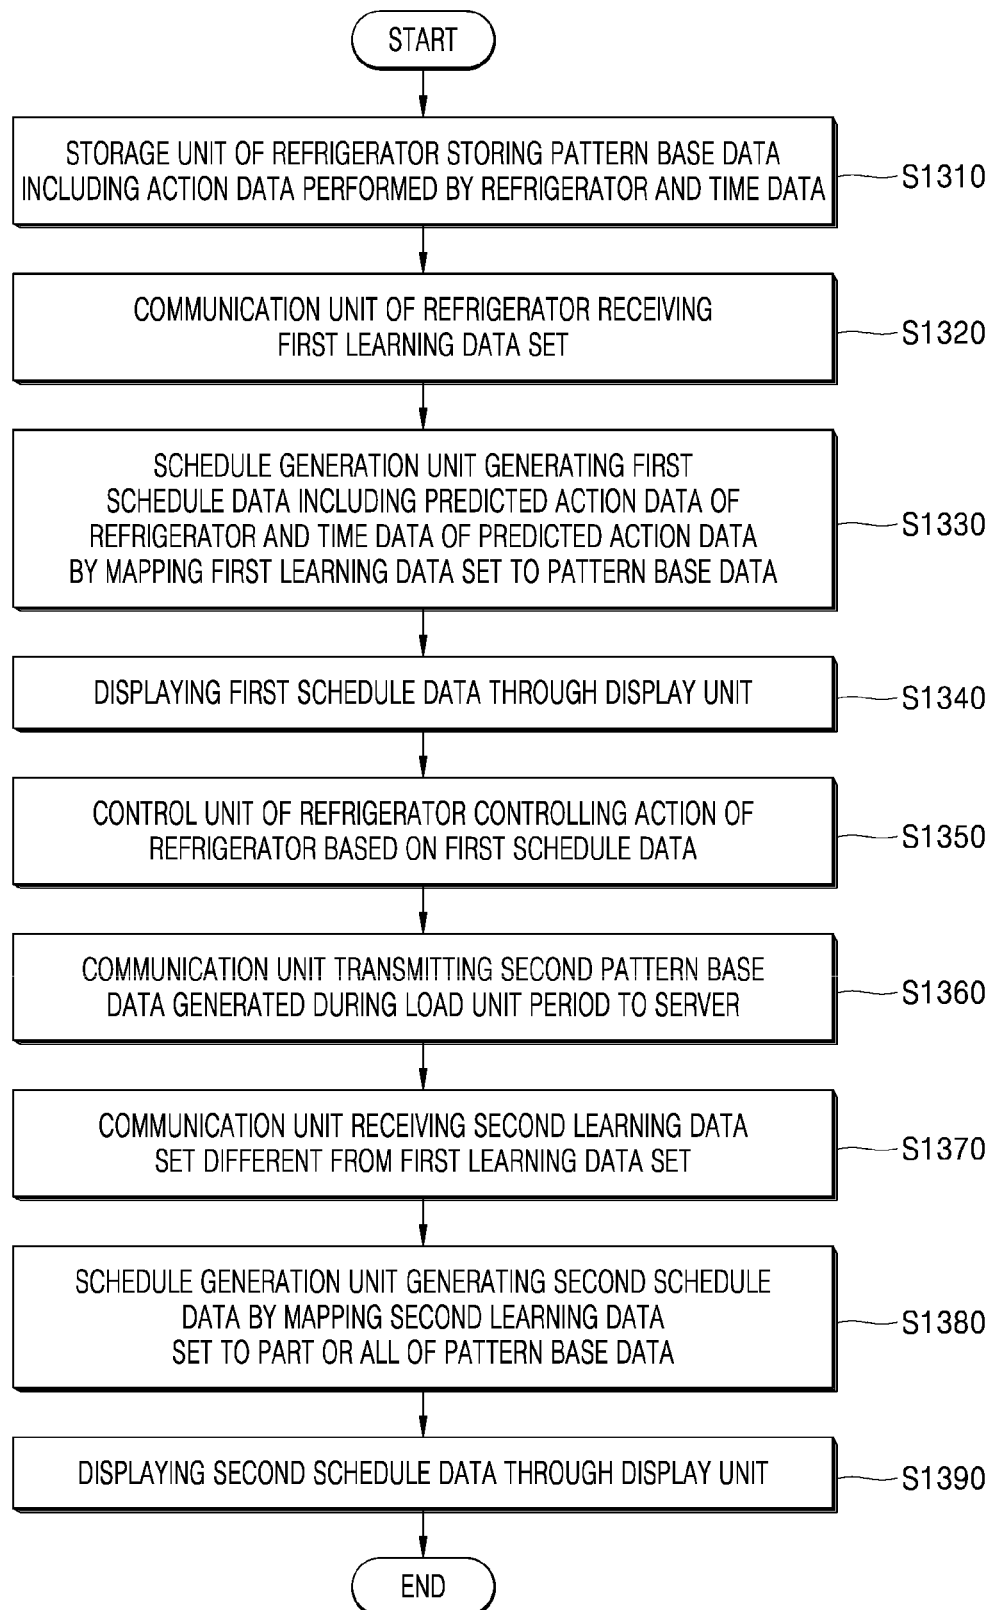 START
STORAGE UNIT OF REFRIGERATOR STORING PATTERN BASE DATA
INCLUDING ACTION DATA PERFORMED BY REFRIGERATOR AND TIME DATA
S1310
COMMUNICATION UNIT OF REFRIGERATOR RECEIVING
FIRST LEARNING DATA SET
S1320
SCHEDULE GENERATION UNIT GENERATING FIRST
SCHEDULE DATA INCLUDING PREDICTED ACTION DATA OF
REFRIGERATOR AND TIME DATA OF PREDICTED ACTION DATA
BY MAPPING FIRST LEARNING DATA SET TO PATTERN BASE DATA
S1330
DISPLAYING FIRST SCHEDULE DATA THROUGH DISPLAY UNIT
S1340
CONTROL UNIT OF REFRIGERATOR CONTROLLING ACTION OF
REFRIGERATOR BASED ON FIRST SCHEDULE DATA
S1350
COMMUNICATION UNIT TRANSMITTING SECOND PATTERN BASE
DATA GENERATED DURING LOAD UNIT PERIOD TO SERVER
S1360
COMMUNICATION UNIT RECEIVING SECOND LEARNING DATA
SET DIFFERENT FROM FIRST LEARNING DATA SET
S1370
SCHEDULE GENERATION UNIT GENERATING SECOND SCHEDULE
DATA BY MAPPING SECOND LEARNING DATA
SET TO PART OR ALL OF PATTERN BASE DATA
S1380
DISPLAYING SECOND SCHEDULE DATA THROUGH DISPLAY UNIT
S1390
END